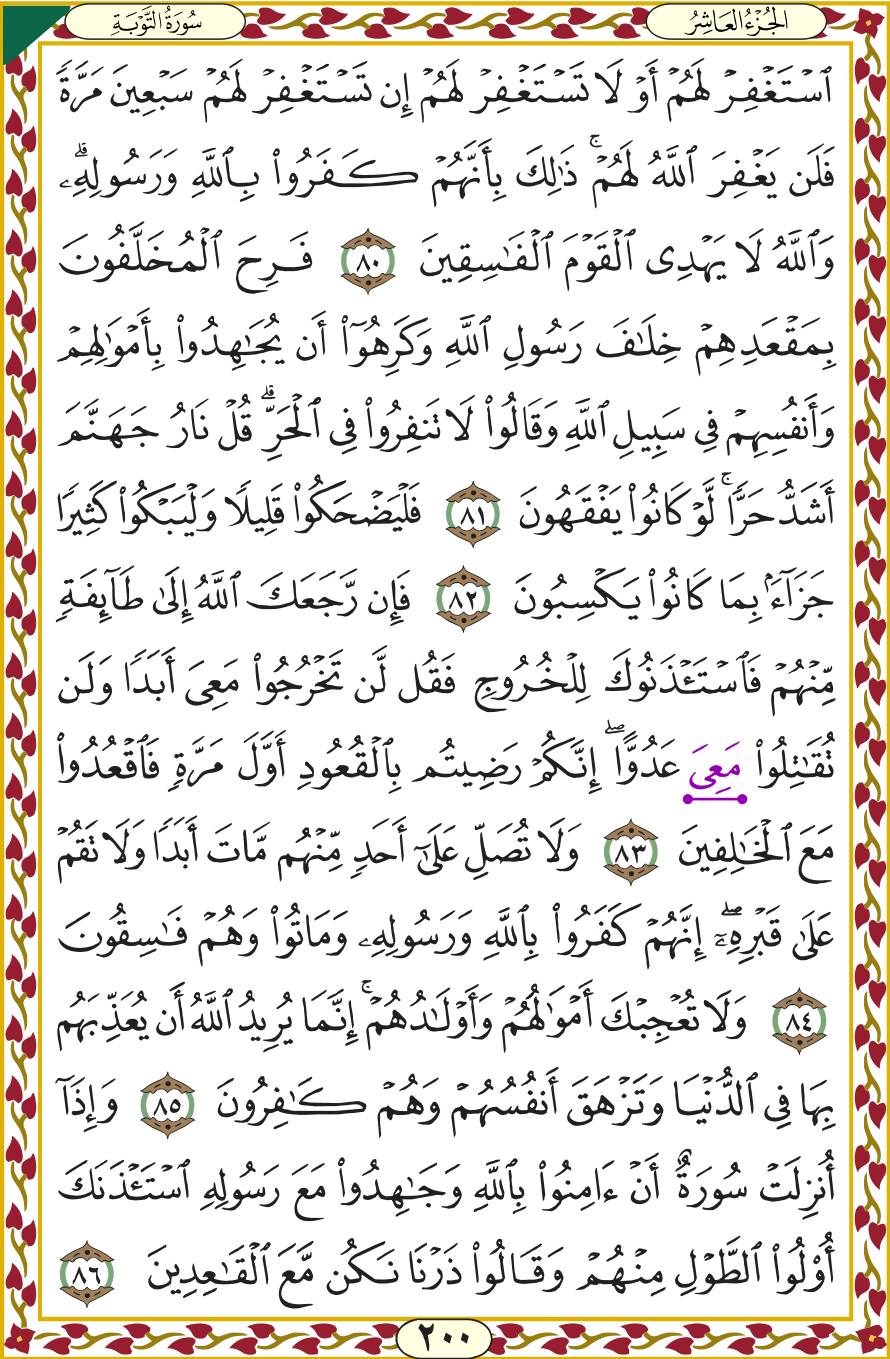 الجُزْءُ العَاشِرُ
سُورَةُ التَّوْبَةِ
ٱسْتَغْفِرْ لَهُمْ أَوْ لَا تَسْتَغْفِرْ لَهُمْ إِن تَسْتَغْفِرْ لَهُمْ سَبْعِينَ مَرَّةً
فَلَن يَغْفِرَ ٱللَّهُ لَهُمْۚ ذَٰلِكَ بِأَنَّهُمْ كَفَرُوا۟ بِٱللَّهِ وَرَسُولِهِۦۗ
وَٱللَّهُ لَا يَهْدِى ٱلْقَوْمَ ٱلْفَـٰسِقِينَ ٨٠ فَرِحَ ٱلْمُخَلَّفُونَ
بِمَقْعَدِهِمْ خِلَـٰفَ رَسُولِ ٱللَّهِ وَكَرِهُوٓا۟ أَن يُجَـٰهِدُوا۟ بِأَمْوَٰلِهِمْ
وَأَنفُسِهِمْ فِى سَبِيلِ ٱللَّهِ وَقَالُوا۟ لَا تَنفِرُوا۟ فِى ٱلْحَرِّۗ قُلْ نَارُ جَهَنَّمَ
أَشَدُّ حَرًّاۚ لَّوْ كَانُوا۟ يَفْقَهُونَ ٨١ فَلْيَضْحَكُوا۟ قَلِيلًا وَلْيَبْكُوا۟ كَثِيرًا
جَزَآءًۢ بِمَا كَانُوا۟ يَكْسِبُونَ ٨٢ فَإِن رَّجَعَكَ ٱللَّهُ إِلَىٰ طَآئِفَةٍ
مِّنْهُمْ فَٱسْتَـْٔذَنُوكَ لِلْخُرُوجِ فَقُل لَّن تَخْرُجُوا۟ مَعِىَ أَبَدًا وَلَن
تُقَـٰتِلُوا۟ مَعِىَ عَدُوًّاۖ إِنَّكُمْ رَضِيتُم بِٱلْقُعُودِ أَوَّلَ مَرَّةٍ فَٱقْعُدُوا۟
مَعَ ٱلْخَـٰلِفِينَ ٨٣ وَلَا تُصَلِّ عَلَىٰٓ أَحَدٍ مِّنْهُم مَّاتَ أَبَدًا وَلَا تَقُمْ
عَلَىٰ قَبْرِهِۦٓۖ إِنَّهُمْ كَفَرُوا۟ بِٱللَّهِ وَرَسُولِهِۦ وَمَاتُوا۟ وَهُمْ فَـٰسِقُونَ
٨٤ وَلَا تُعْجِبْكَ أَمْوَٰلُهُمْ وَأَوْلَـٰدُهُمْۚ إِنَّمَا يُرِيدُ ٱللَّهُ أَن يُعَذِّبَهُم
بِهَا فِى ٱلدُّنْيَا وَتَزْهَقَ أَنفُسُهُمْ وَهُمْ كَـٰفِرُونَ ٨٥ وَإِذَآ
أُنزِلَتْ سُورَةٌ أَنْ ءَامِنُوا۟ بِٱللَّهِ وَجَـٰهِدُوا۟ مَعَ رَسُولِهِ ٱسْتَـْٔذَنَكَ
أُو۟لُوا۟ ٱلطَّوْلِ مِنْهُمْ وَقَالُوا۟ ذَرْنَا نَكُن مَّعَ ٱلْقَـٰعِدِينَ ٨٦
٢٠٠